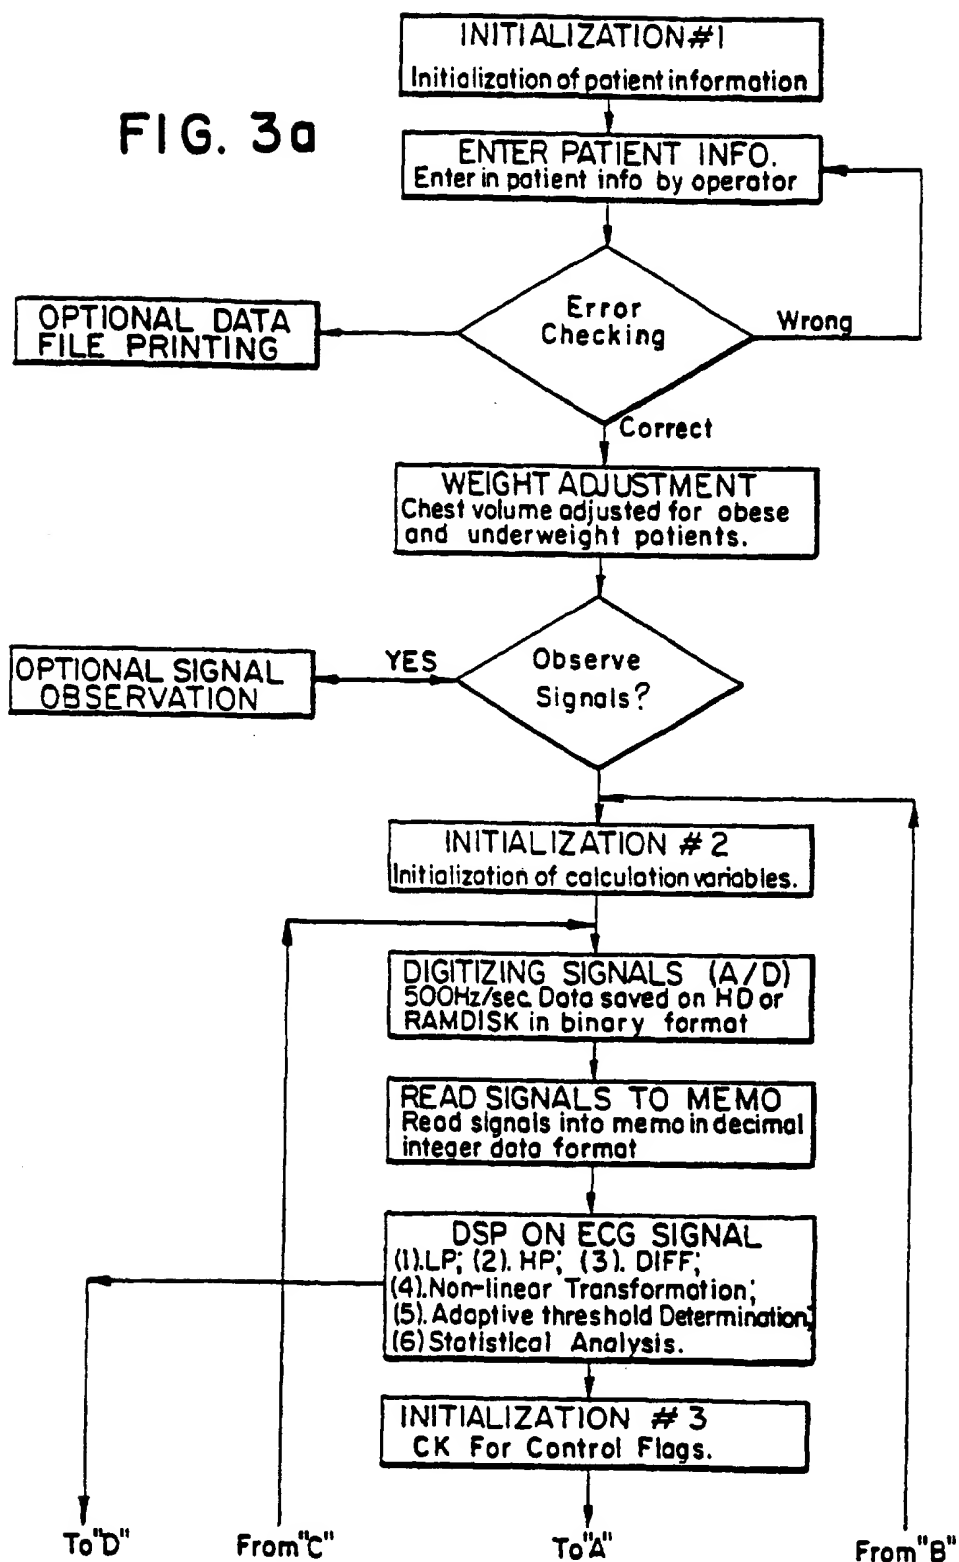 INITIALIZATION #1
Initialization of patient information
FIG. 3a
ENTER PATIENT INFO.
Enter in patient info by operator
Error
Checking
Wrong
OPTIONAL DATA
FILE PRINTING
Correct
WEIGHT ADJUSTMENT
Chest volume adjusted for obese
and underweight patients.
YES
Observe
Signals?
OPTIONAL SIGNAL
OBSERVATION
INITIALIZATION #2
Initialization of calculation variables.
DIGITIZING SIGNALS (A/D)
500Hz/sec. Data saved on HD or
RAMDISK in binary format
READ SIGNALS TO MEMO
Read signals into memo in decimal
integer data format
DSP ON ECG SIGNAL
(1).LP; (2). HP; (3). DIFF;
(4).Non-linear Transformation;
(5). Adaptive threshold Determination;
(6) Statistical Analysis.
INITIALIZATION #3
CK For Control Flags.
To"D"
From"C"
To"A"
From"B"